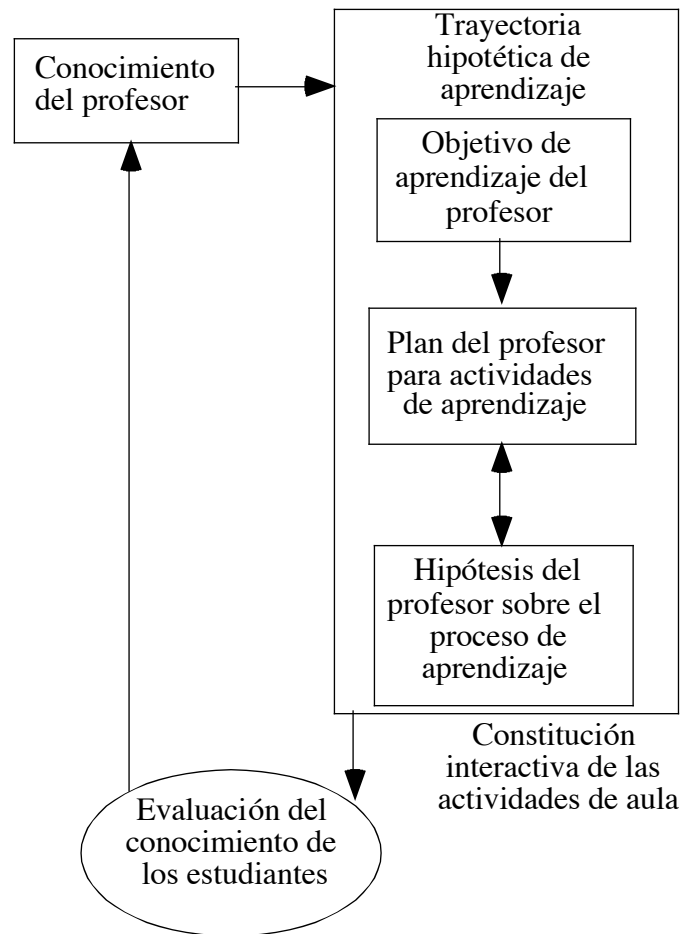 Trayectoria
hipotética de
aprendizaje
Conocimiento
del profesor
Objetivo de
aprendizaje del
profesor
Plan del profesor
para actividades
de aprendizaje
Hipótesis del
profesor sobre el
proceso de
aprendizaje
Constitución
interactiva de las
actividades de aula
Evaluación del
conocimiento de
los estudiantes